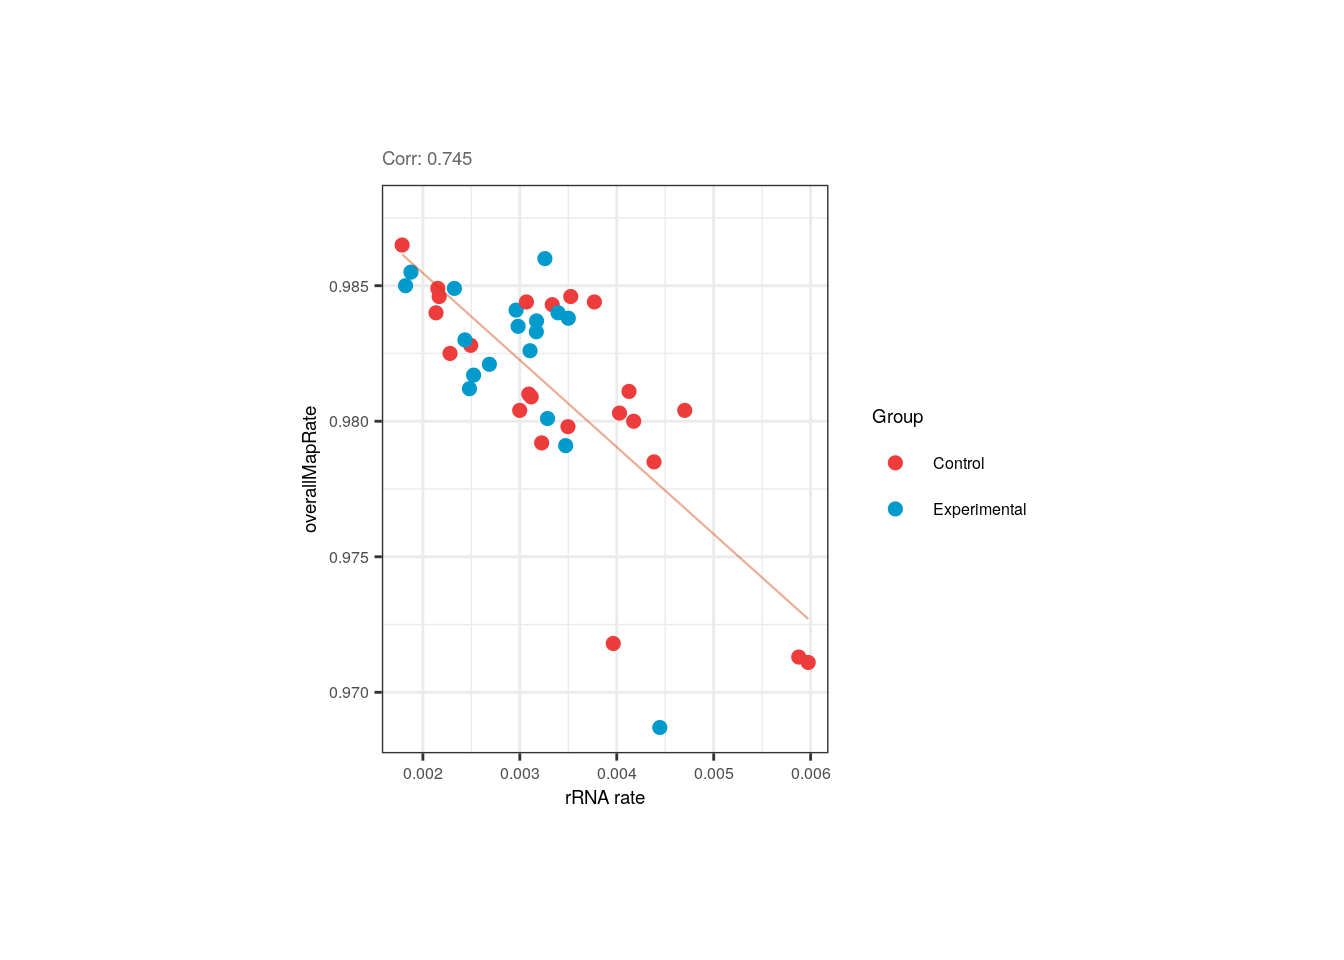 Corr: 0.745
0.985
0.980
0.975
0.970
overallMapRate
0.002 0.003 0.004 0.005 0.006
rRNA rate
Group
Control
Experimental